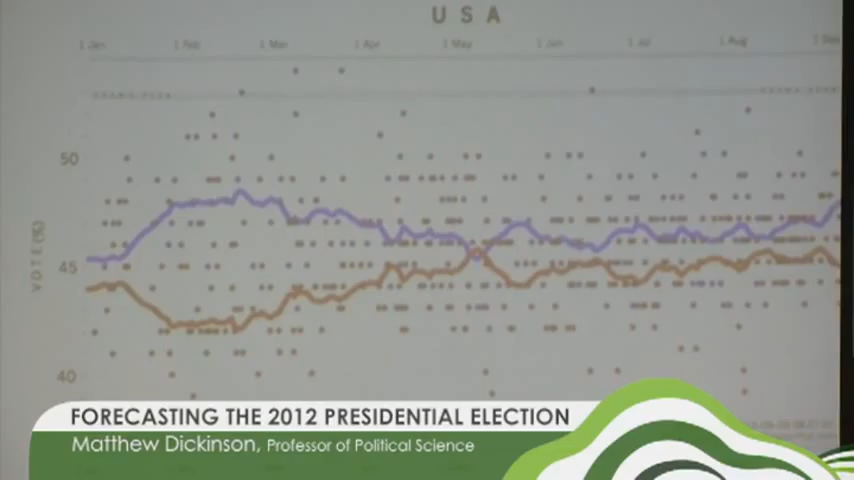 USA
1 Jan 1 Feb 1 Mar 1 Apr 1 May 1 Jun 1 Jul 1 Aug
50
VOTE (%)
45
40
FORECASTING THE 2012 PRESIDENTIAL ELECTION
Matthew Dickinson, Professor of Political Science